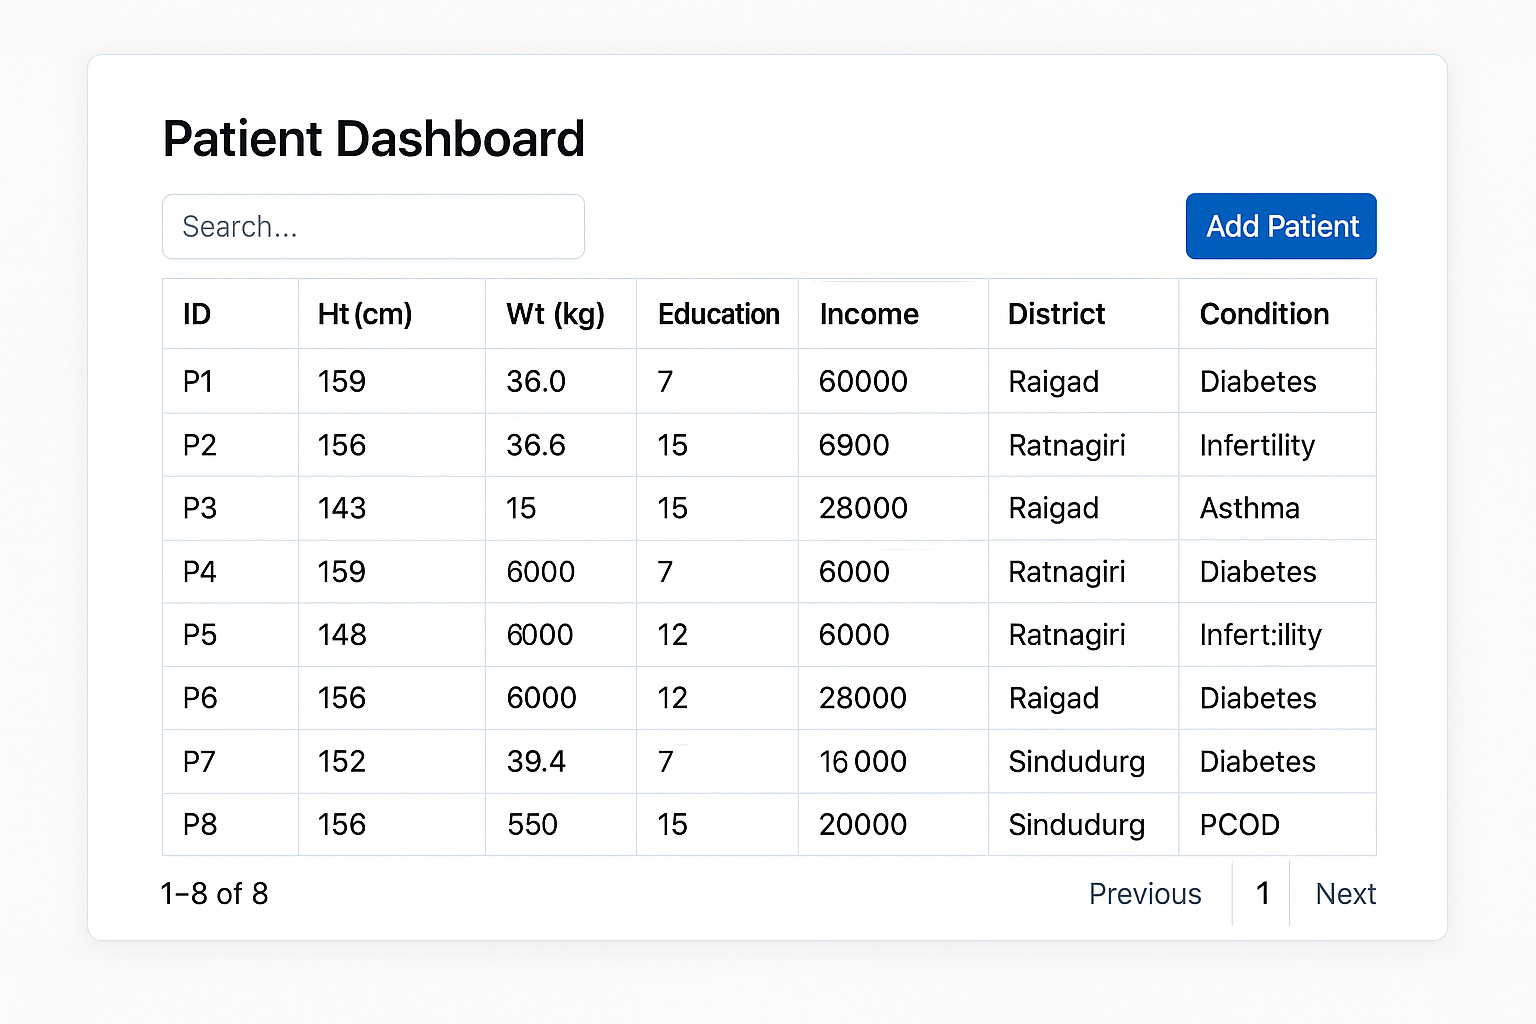 Patient Dashboard
Search...
Add Patient
ID Ht (cm) Wt (kg) Education Income District Condition
P1 159 36.0 7 60000 Raigad Diabetes
P2 156 36.6 15 6900 Ratnagiri Infertility
P3 143 15 15 28000 Raigad Asthma
P4 159 6000 7 6000 Ratnagiri Diabetes
P5 148 6000 12 6000 Ratnagiri Infert:ility
P6 156 6000 12 28000 Raigad Diabetes
P7 152 39.4 7 16 000 Sindudurg Diabetes
P8 156 550 15 20000 Sindudurg PCOD
1–8 of 8 Previous 1 Next